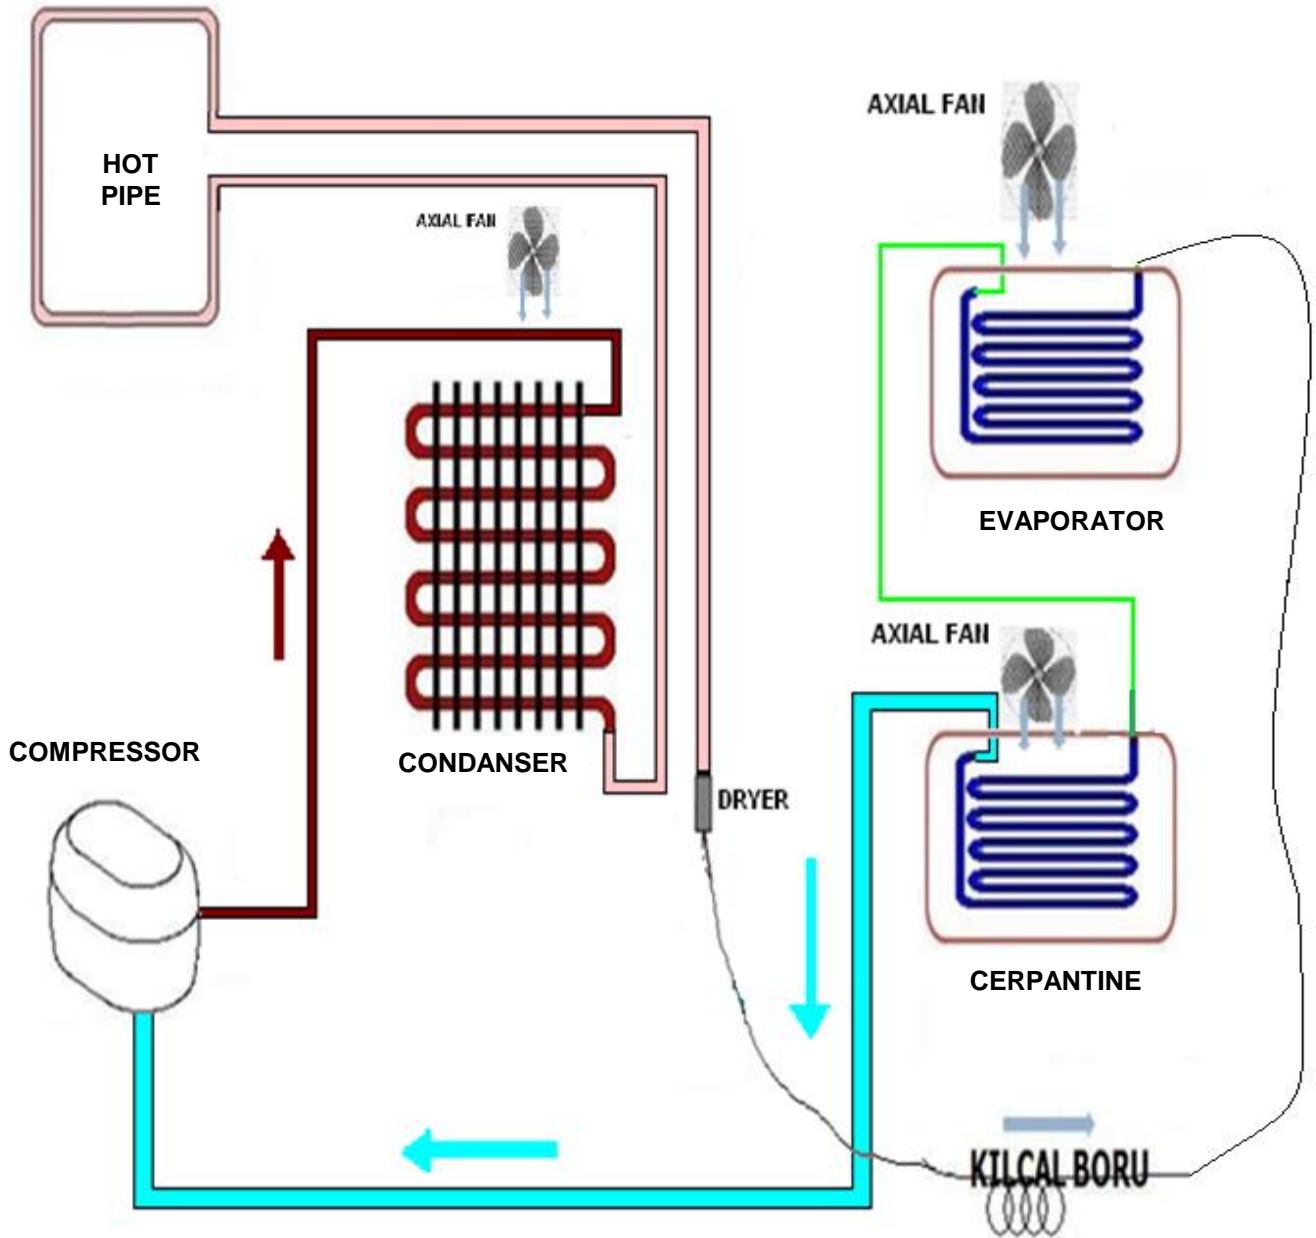 HOT
PIPE
AXIAL FAN
AXIAL FAN
EVAPORATOR
AXIAL FAN
COMPRESSOR
CONDANSER
DRYER
CERPANTINE
KILCAL BORU